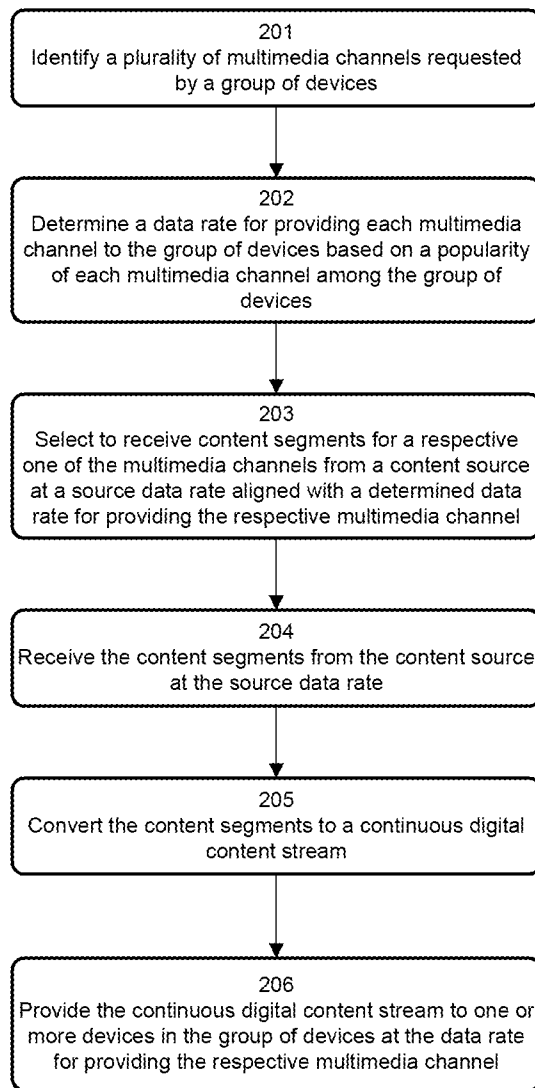 201
Identify a plurality of multimedia channels requested
by a group of devices
202
Determine a data rate for providing each multimedia
channel to the group of devices based on a popularity
of each multimedia channel among the group of
devices
203
Select to receive content segments for a respective
one of the multimedia channels from a content source
at a source data rate aligned with a determined data
rate for providing the respective multimedia channel
204
Receive the content segments from the content source
at the source data rate
205
Convert the content segments to a continuous digital
content stream
206
Provide the continuous digital content stream to one or
more devices in the group of devices at the data rate
for providing the respective multimedia channel